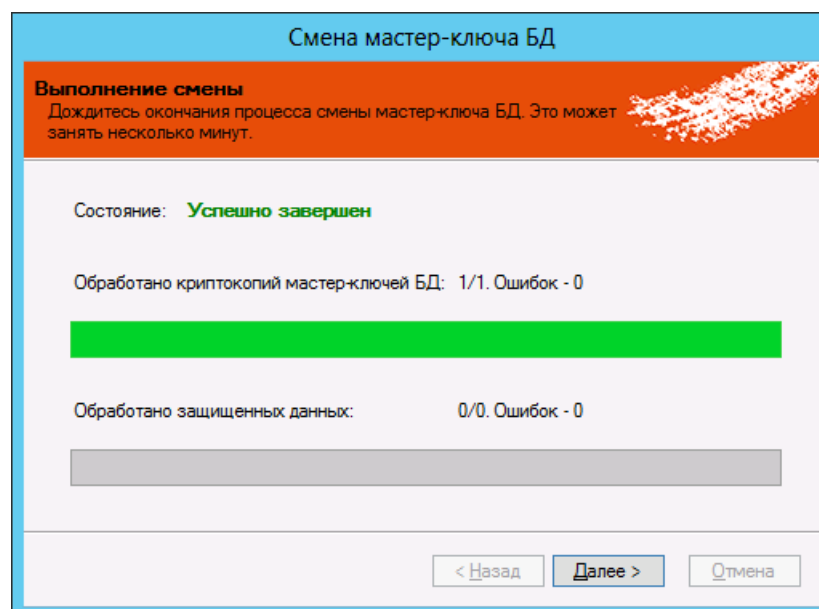 Смена мастер-ключа БД
Выполнение смены
Дождитесь окончания процесса смены мастер-ключа БД. Это может
занять несколько минут.
Состояние: Успешно завершен
Обработано криптокопий мастер-ключей БД: 1/1. Ошибок - 0
Обработано защищенных данных: 0/0. Ошибок - 0
< Назад Далее > Отмена